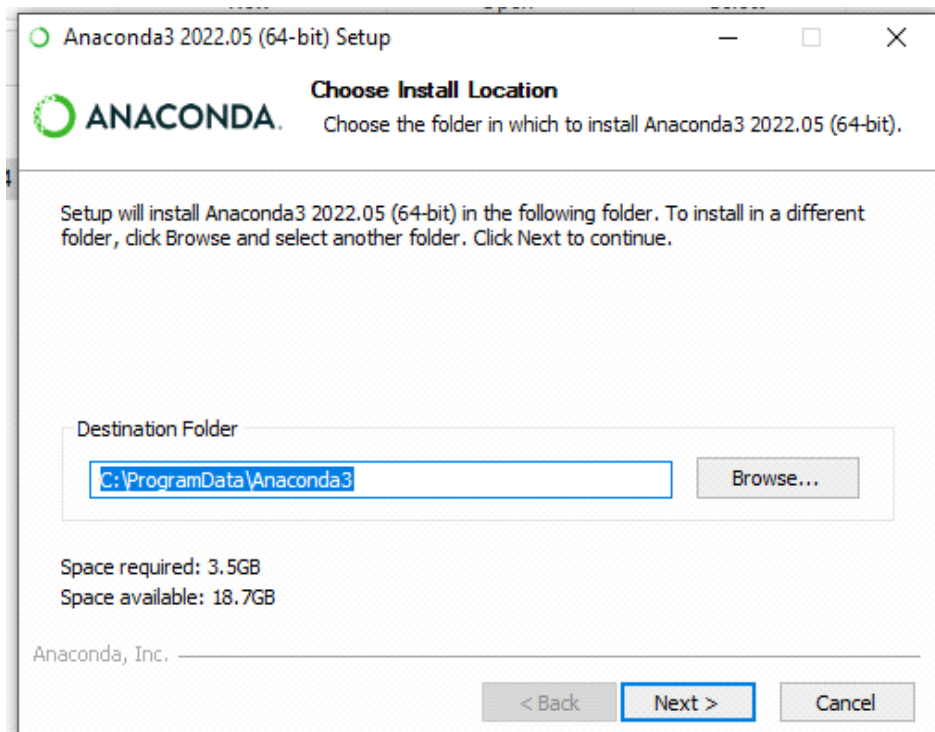 Anaconda3 2022.05 (64-bit) Setup
ANACONDA.
Choose Install Location
Choose the folder in which to install Anaconda3 2022.05 (64-bit).
4
Setup will install Anaconda3 2022.05 (64-bit) in the following folder. To install in a different
folder, click Browse and select another folder. Click Next to continue.
Destination Folder
C:\ProgramData\Anaconda3
Browse...
Space required: 3.5GB
Space available: 18.7GB
Anaconda, Inc.
< Back
Next >
Cancel